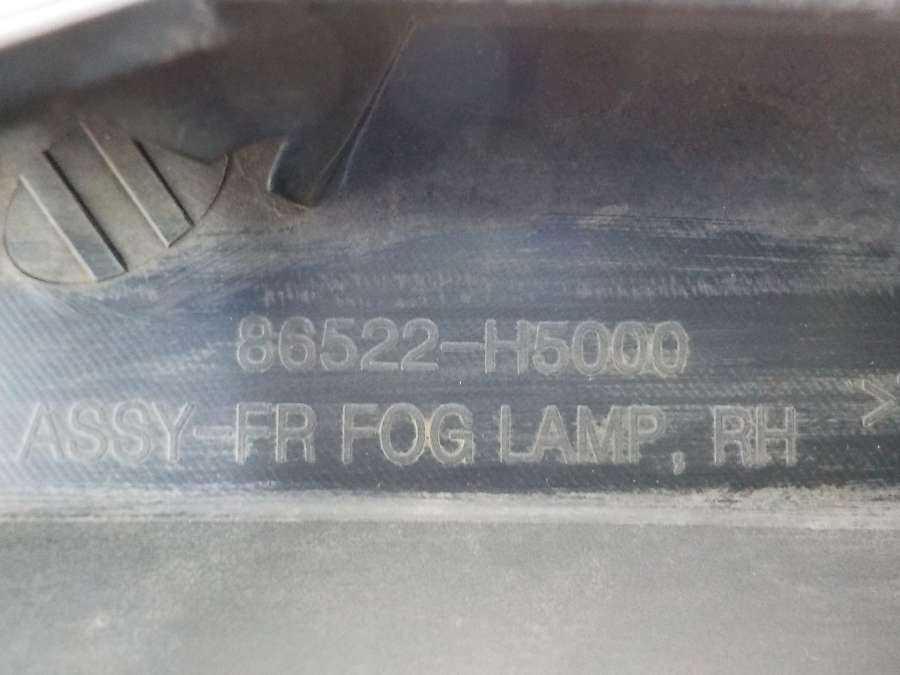 86522-H5000
ASSY-FR FOG LAMP, RH
>